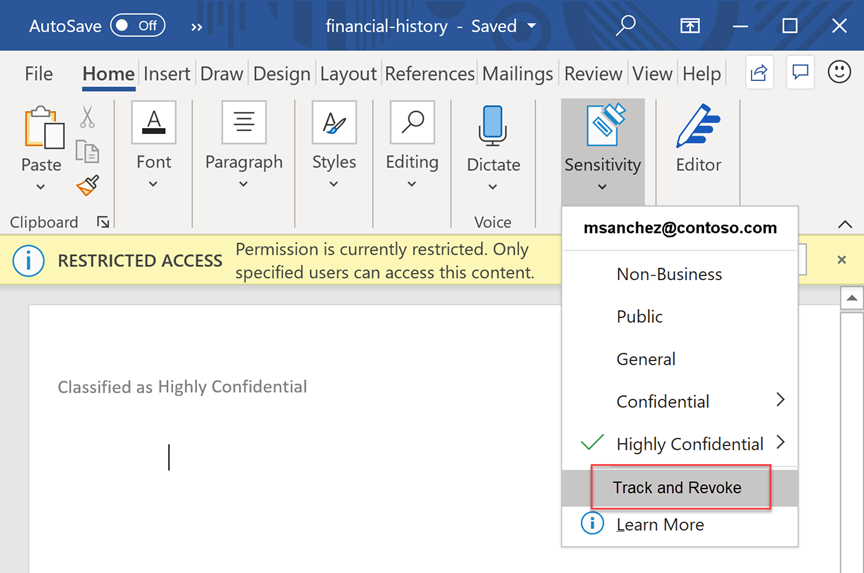 AutoSave Off » financial-history - Saved
File Home Insert Draw Design Layout References Mailings Review View Help
Paste
Font
Paragraph
Styles
Editing
Dictate
Sensitivity
Editor
Clipboard
Voice
RESTRICTED ACCESS
Permission is currently restricted. Only
specified users can access this content.
msanchez@contoso.com
Non-Business
Public
General
Confidential
Highly Confidential
Track and Revoke
Learn More
Classified as Highly Confidential